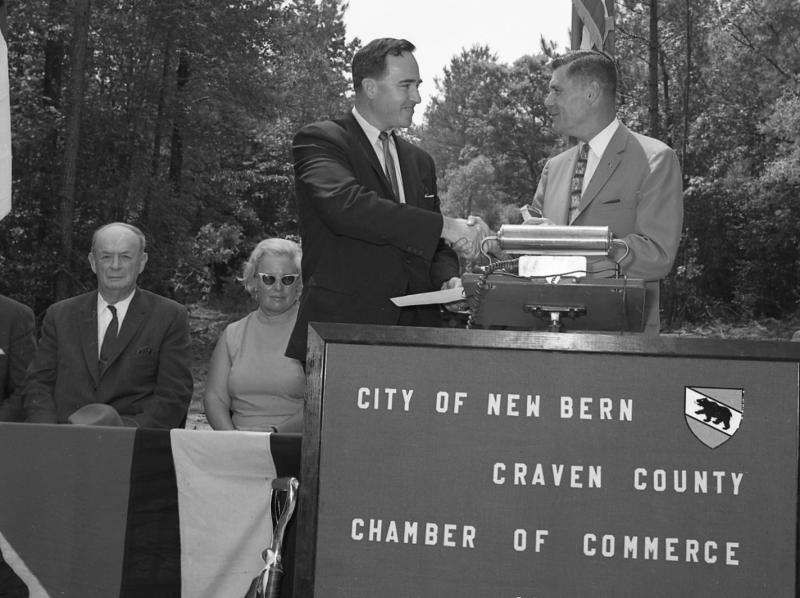 CITY OF NEW BERN
CRAVEN COUNTY
CHAMBER OF COMMERCE